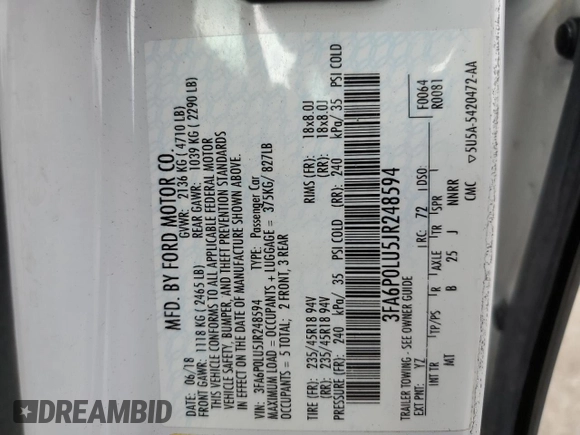 MFD. BY FORD MOTOR CO.
DATE: 06/18 GVWR: 2136 KG ( 4710 LB)
FRONT GAWR: 1118 KG ( 2465 LB) REAR GAWR: 1039 KG ( 2290 LB)
THIS VEHICLE CONFORMS TO ALL APPLICABLE FEDERAL MOTOR
VEHICLE SAFETY, BUMPER, AND THEFT PREVENTION STANDARDS
IN EFFECT ON THE DATE OF MANUFACTURE SHOWN ABOVE.
VIN: 3FA6P0LU5JR248594 TYPE: Passenger Car
MAXIMUM LOAD = OCCUPANTS + LUGGAGE = 375KG/ 827LB
OCCUPANTS = 5 TOTAL; 2 FRONT, 3 REAR
TIRE (FR): 235/45R18 94V RIMS (FR): 18x8.0J
(RR): 235/45R18 94V (RR): 18x8.0J
PRESSURE (FR): 240 kPa/ 35 PSI COLD (RR): 240 kPa/ 35 PSI COLD
3FA6P0LU5JR248594
TRAILER TOWING - SEE OWNER GUIDE
EXT PNT: YZ RC: 72 DSO: F0064
R0081
INT TR TP/PS R AXLE TR SPR
MT B 25 J NNRR
CMC ▽5U5A-5420472-AA
DREAMBID